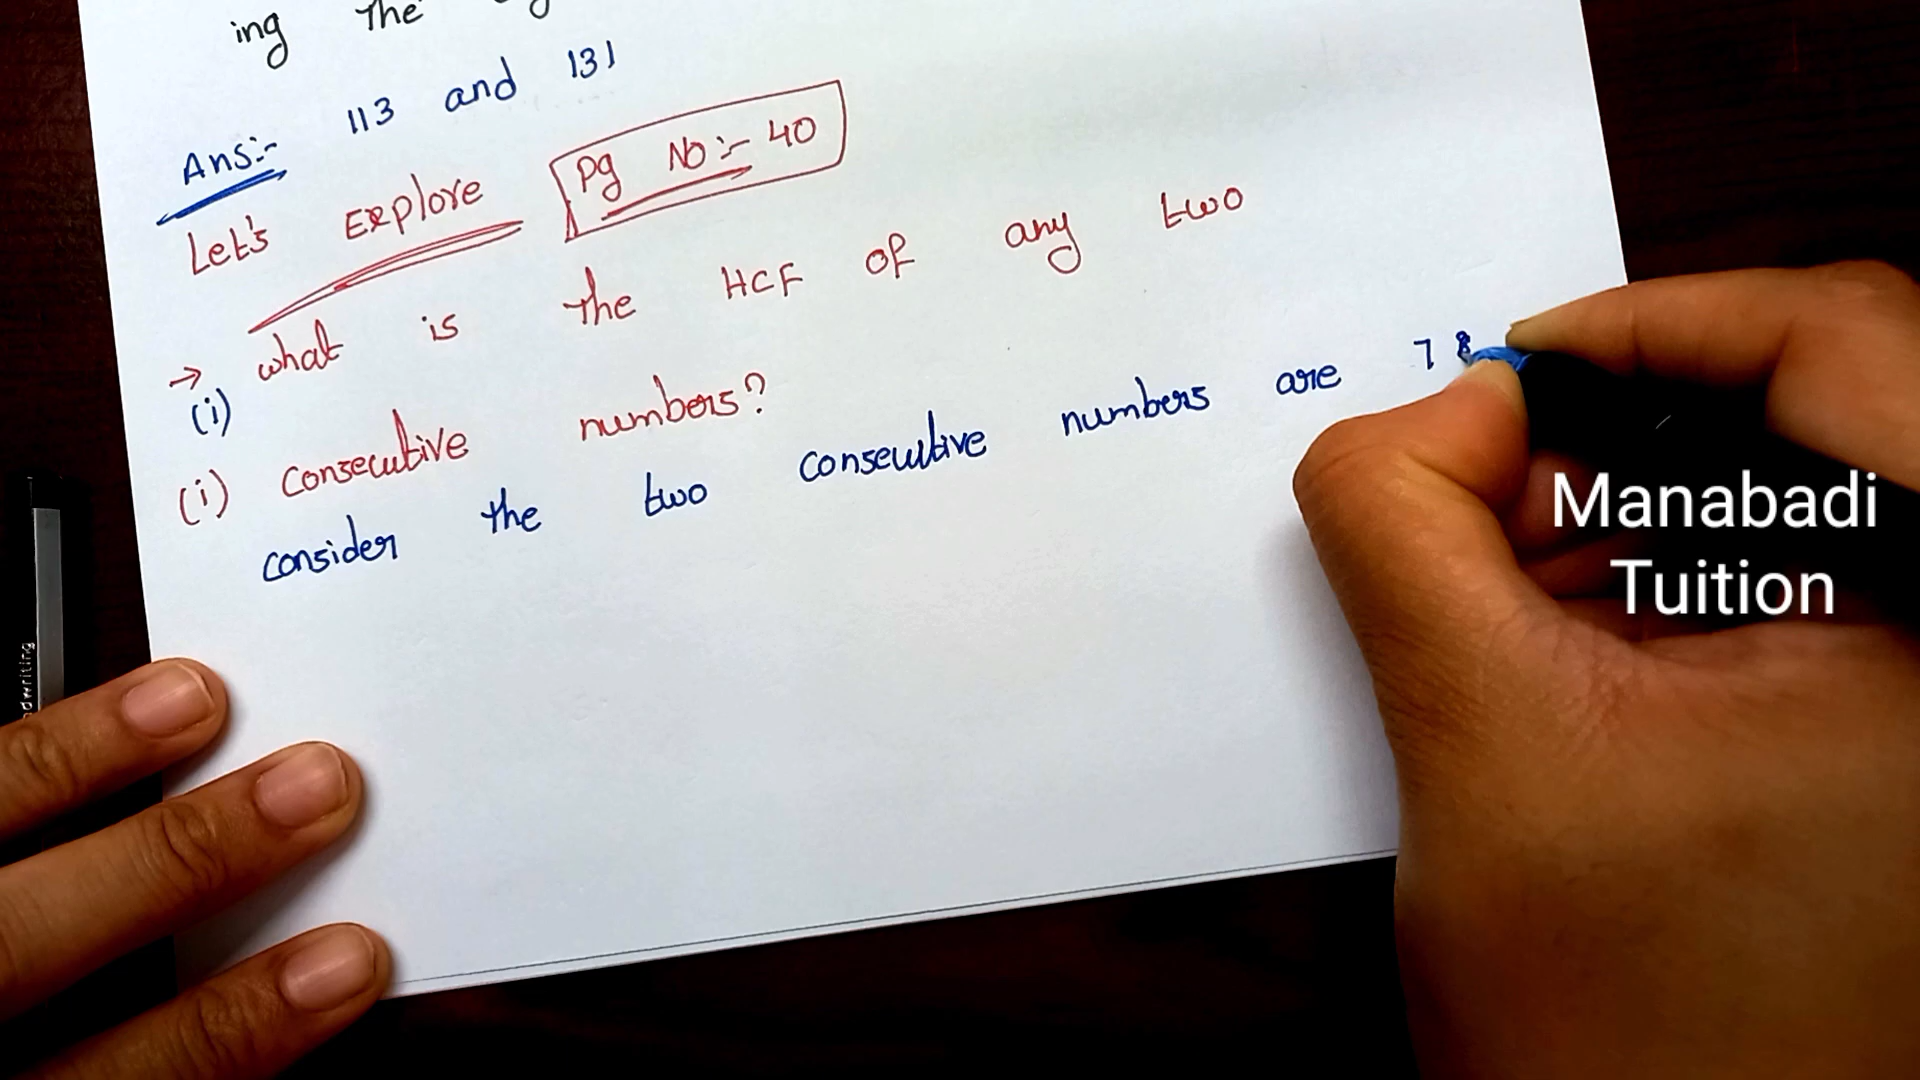 ing the
Ans:- 113 and 131
Let's Explore Pg No:- 40
→ what is the HCF of any two
(i)
(i) consecutive numbers?
consider the two consecutive numbers are 7 &
Manabadi
Tuition
dwriting